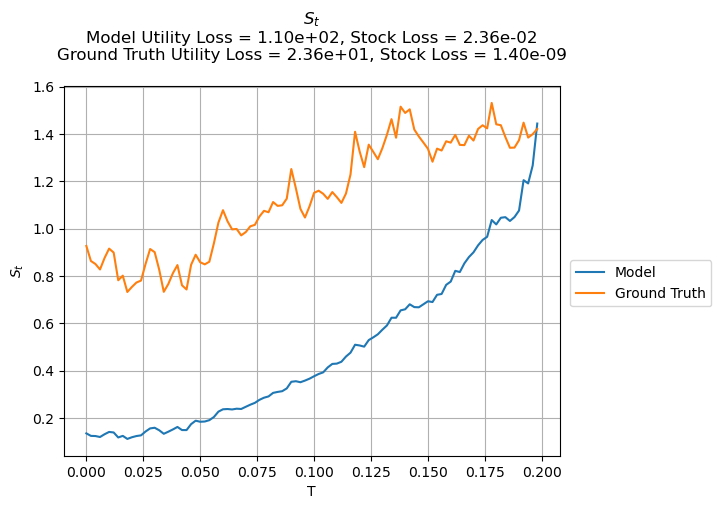 S_t
Model Utility Loss = 1.10e+02, Stock Loss = 2.36e-02
Ground Truth Utility Loss = 2.36e+01, Stock Loss = 1.40e-09
1.6
1.4
1.2
1.0
0.8
0.6
0.4
0.2
S_t
0.000 0.025 0.050 0.075 0.100 0.125 0.150 0.175 0.200
T
Model
Ground Truth